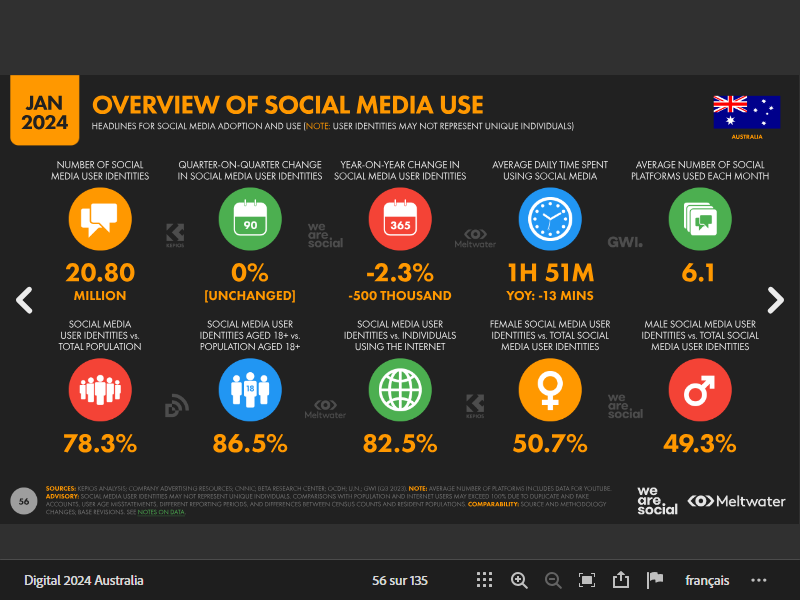 JAN
2024
OVERVIEW OF SOCIAL MEDIA USE
HEADLINES FOR SOCIAL MEDIA ADOPTION AND USE (NOTE: USER IDENTITIES MAY NOT REPRESENT UNIQUE INDIVIDUALS)
AUSTRALIA
NUMBER OF SOCIAL
MEDIA USER IDENTITIES
QUARTER-ON-QUARTER CHANGE
IN SOCIAL MEDIA USER IDENTITIES
YEAR-ON-YEAR CHANGE IN
SOCIAL MEDIA USER IDENTITIES
AVERAGE DAILY TIME SPENT
USING SOCIAL MEDIA
AVERAGE NUMBER OF SOCIAL
PLATFORMS USED EACH MONTH
90
365
KEPIOS
we
are.
social
Meltwater
GWI.
20.80
MILLION
0%
[UNCHANGED]
-2.3%
-500 THOUSAND
1H 51M
YOY: -13 MINS
6.1
SOCIAL MEDIA
USER IDENTITIES vs.
TOTAL POPULATION
SOCIAL MEDIA USER
IDENTITIES AGED 18+ vs.
POPULATION AGED 18+
SOCIAL MEDIA USER
IDENTITIES vs. INDIVIDUALS
USING THE INTERNET
FEMALE SOCIAL MEDIA USER
IDENTITIES vs. TOTAL SOCIAL
MEDIA USER IDENTITIES
MALE SOCIAL MEDIA USER
IDENTITIES vs. TOTAL SOCIAL
MEDIA USER IDENTITIES
18
Meltwater
KEPIOS
we
are.
social
78.3%
86.5%
82.5%
50.7%
49.3%
56
SOURCES: KEPIOS ANALYSIS; COMPANY ADVERTISING RESOURCES; CNNIC; BETA RESEARCH CENTER; OCDH; U.N.; GWI (Q3 2023). NOTE: AVERAGE NUMBER OF PLATFORMS INCLUDES DATA FOR YOUTUBE.
ADVISORY: SOCIAL MEDIA USER IDENTITIES MAY NOT REPRESENT UNIQUE INDIVIDUALS. COMPARISONS WITH POPULATION AND INTERNET USERS MAY EXCEED 100% DUE TO DUPLICATE AND FAKE
ACCOUNTS, USER AGE MISSTATEMENTS, DIFFERENT REPORTING PERIODS, AND DIFFERENCES BETWEEN CENSUS COUNTS AND RESIDENT POPULATIONS. COMPARABILITY: SOURCE AND METHODOLOGY
CHANGES; BASE REVISIONS. SEE NOTES ON DATA.
we
are.
social
Meltwater
Digital 2024 Australia
56 sur 135
français